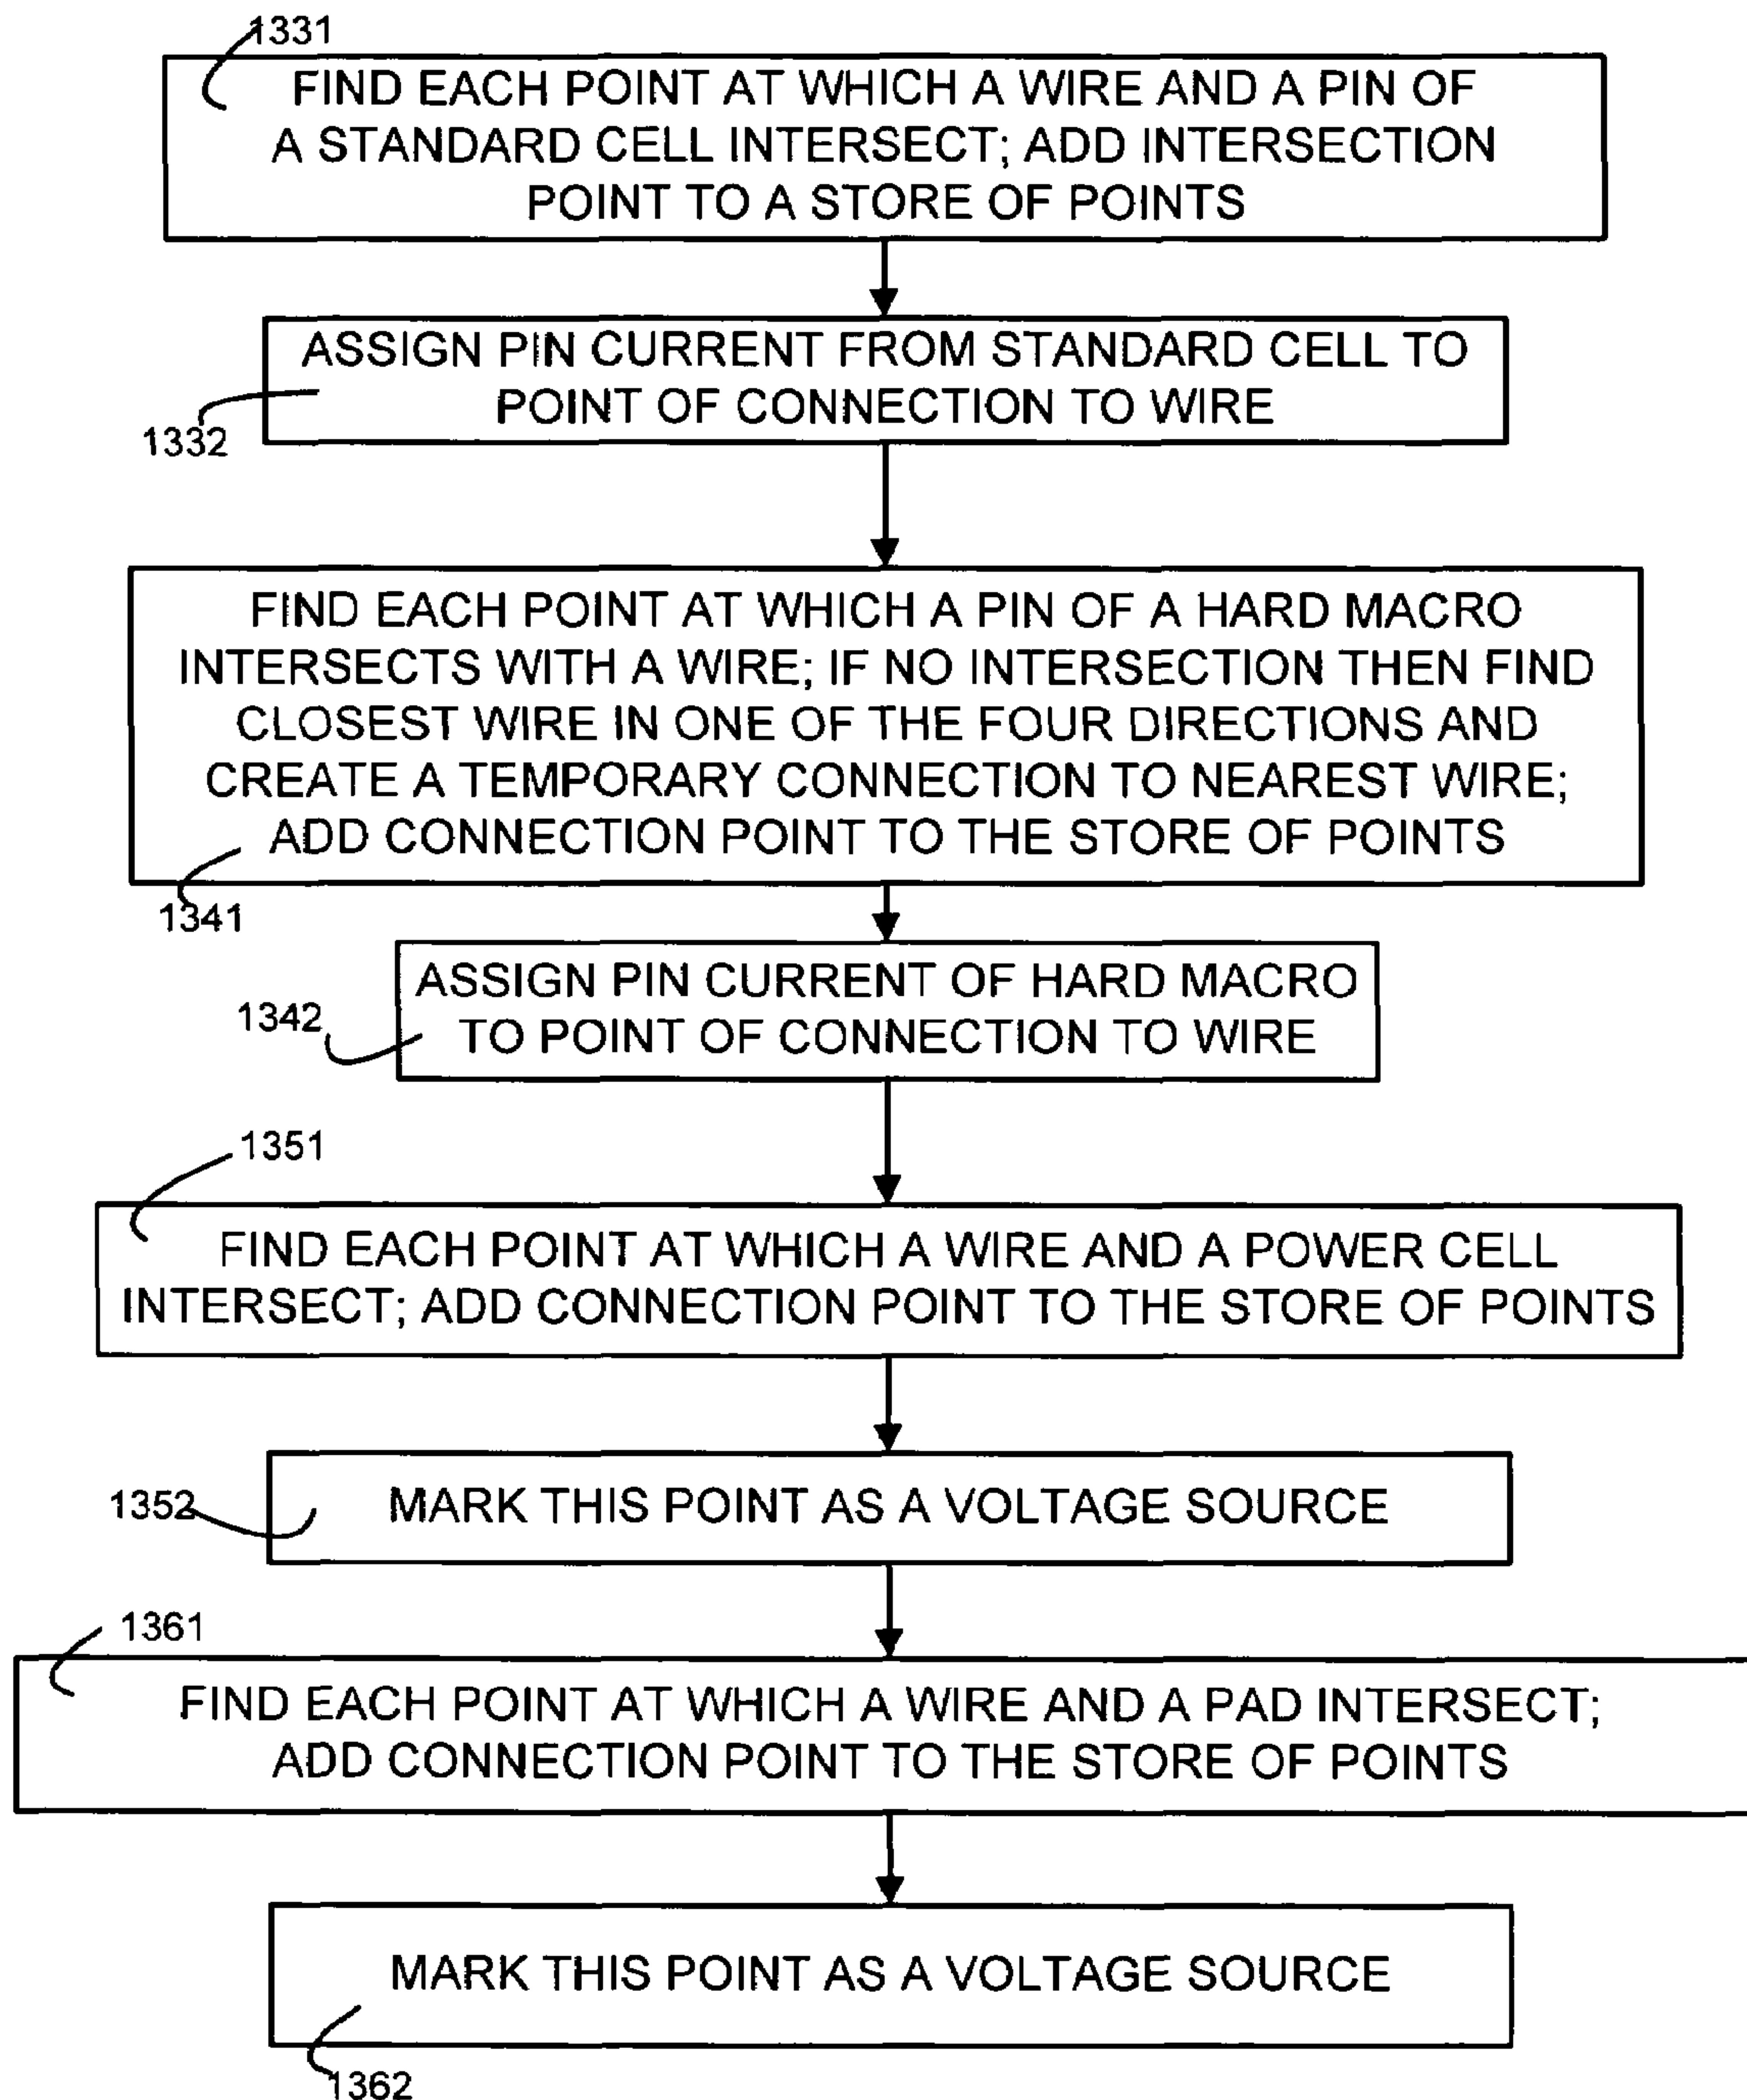 1331
FIND EACH POINT AT WHICH A WIRE AND A PIN OF
A STANDARD CELL INTERSECT; ADD INTERSECTION
POINT TO A STORE OF POINTS
ASSIGN PIN CURRENT FROM STANDARD CELL TO
POINT OF CONNECTION TO WIRE
1332
FIND EACH POINT AT WHICH A PIN OF A HARD MACRO
INTERSECTS WITH A WIRE; IF NO INTERSECTION THEN FIND
CLOSEST WIRE IN ONE OF THE FOUR DIRECTIONS AND
CREATE A TEMPORARY CONNECTION TO NEAREST WIRE;
ADD CONNECTION POINT TO THE STORE OF POINTS
1341
ASSIGN PIN CURRENT OF HARD MACRO
TO POINT OF CONNECTION TO WIRE
1342
1351
FIND EACH POINT AT WHICH A WIRE AND A POWER CELL
INTERSECT; ADD CONNECTION POINT TO THE STORE OF POINTS
1352
MARK THIS POINT AS A VOLTAGE SOURCE
1361
FIND EACH POINT AT WHICH A WIRE AND A PAD INTERSECT;
ADD CONNECTION POINT TO THE STORE OF POINTS
MARK THIS POINT AS A VOLTAGE SOURCE
1362